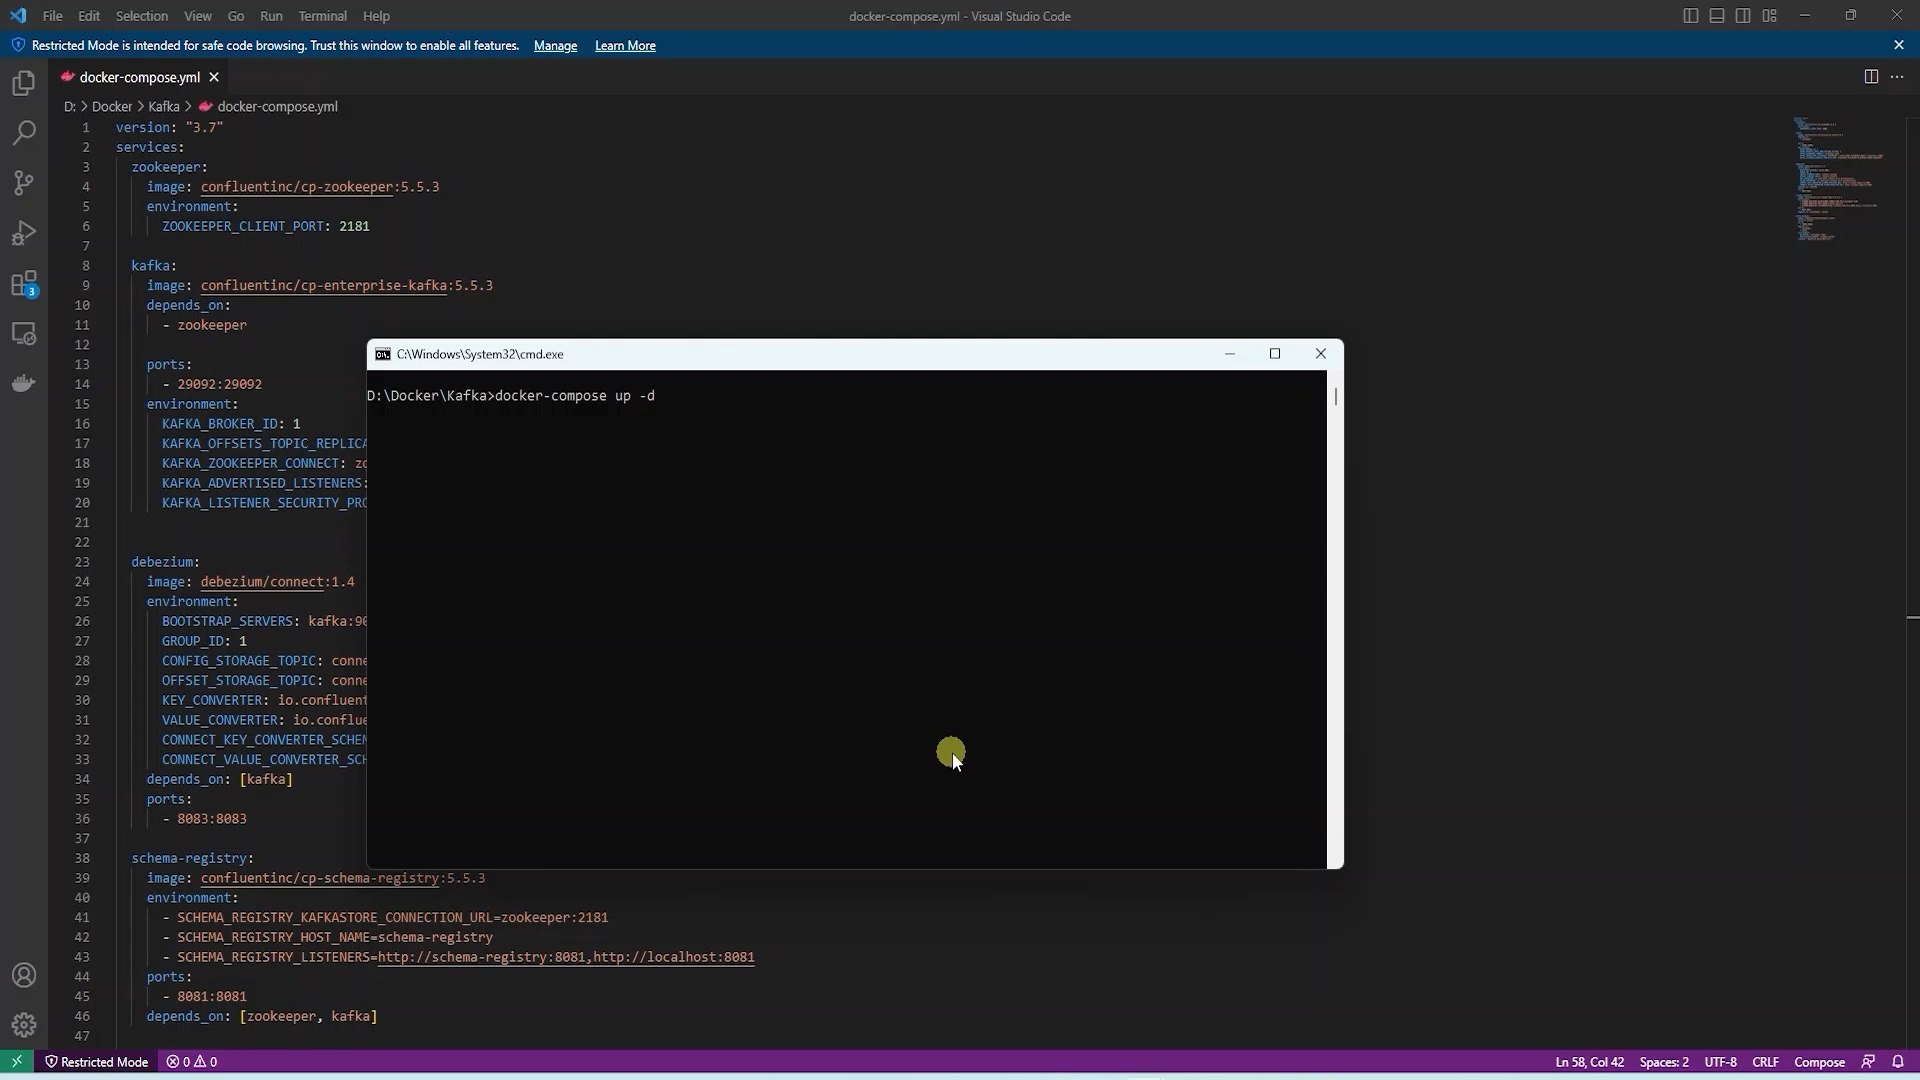 File Edit Selection View Go Run Terminal Help
docker-compose.yml - Visual Studio Code
Restricted Mode is intended for safe code browsing. Trust this window to enable all features. Manage Learn More
docker-compose.yml
D: > Docker > Kafka > docker-compose.yml
1 version: "3.7"
2 services:
3 zookeeper:
4 image: confluentinc/cp-zookeeper:5.5.3
5 environment:
6 ZOOKEEPER_CLIENT_PORT: 2181
7
8 kafka:
9 image: confluentinc/cp-enterprise-kafka:5.5.3
10 depends_on:
11 - zookeeper
12
13 ports:
14 - 29092:29092
15 environment:
16 KAFKA_BROKER_ID: 1
17 KAFKA_OFFSETS_TOPIC_REPLICA
18 KAFKA_ZOOKEEPER_CONNECT: zo
19 KAFKA_ADVERTISED_LISTENERS:
20 KAFKA_LISTENER_SECURITY_PRO
21
22
23 debezium:
24 image: debezium/connect:1.4
25 environment:
26 BOOTSTRAP_SERVERS: kafka:90
27 GROUP_ID: 1
28 CONFIG_STORAGE_TOPIC: conne
29 OFFSET_STORAGE_TOPIC: conne
30 KEY_CONVERTER: io.confluent
31 VALUE_CONVERTER: io.conflue
32 CONNECT_KEY_CONVERTER_SCHEM
33 CONNECT_VALUE_CONVERTER_SCH
34 depends_on: [kafka]
35 ports:
36 - 8083:8083
37
38 schema-registry:
39 image: confluentinc/cp-schema-registry:5.5.3
40 environment:
41 - SCHEMA_REGISTRY_KAFKASTORE_CONNECTION_URL=zookeeper:2181
42 - SCHEMA_REGISTRY_HOST_NAME=schema-registry
43 - SCHEMA_REGISTRY_LISTENERS=http://schema-registry:8081,http://localhost:8081
44 ports:
45 - 8081:8081
46 depends_on: [zookeeper, kafka]
47
C:\Windows\System32\cmd.exe
D:\Docker\Kafka>docker-compose up -d
3
Restricted Mode 0 0 Ln 58, Col 42 Spaces: 2 UTF-8 CRLF Compose